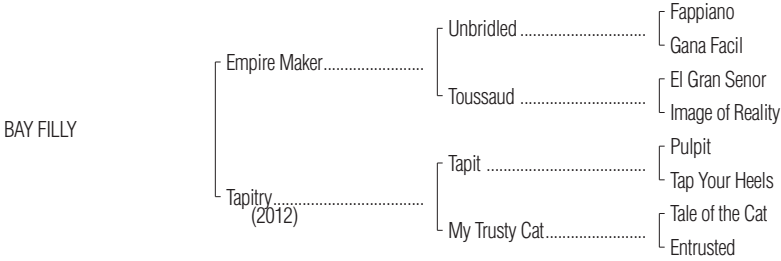 Fappiano
Unbridled ..............................
Gana Facil
Empire Maker........................
El Gran Senor
Toussaud ..............................
Image of Reality
BAY FILLY
Pulpit
Tapit ......................................
Tap Your Heels
Tapitry....................................
(2012)
Tale of the Cat
My Trusty Cat........................
Entrusted